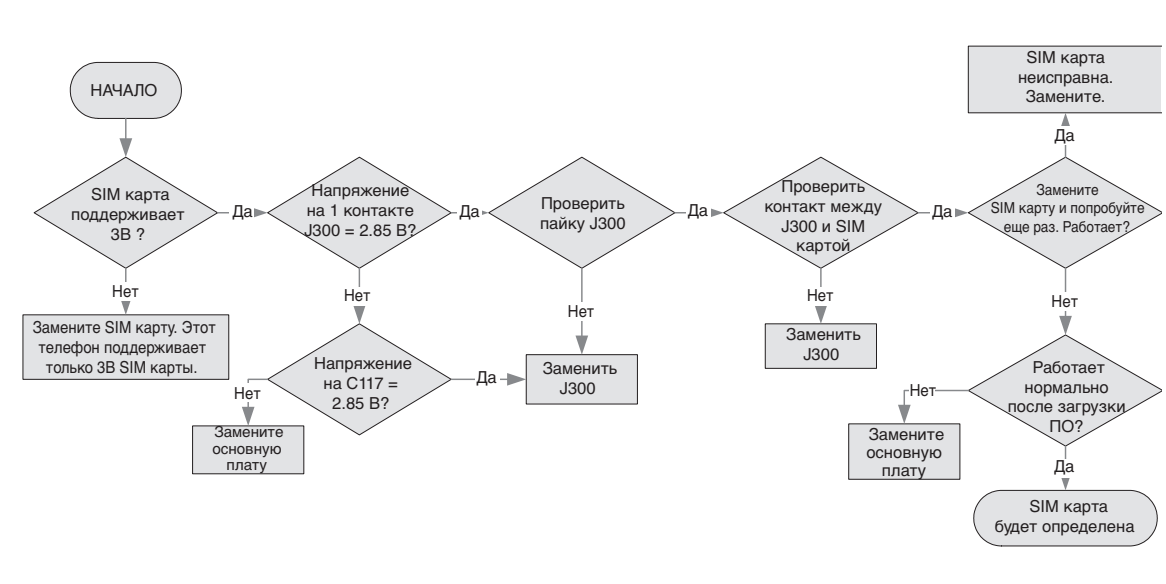 НАЧАЛО
SIM карта
поддерживает
3В ?
Да
Напряжение
на 1 контакте
J300 = 2.85 В?
Да
Проверить
пайку J300
Да
Проверить
контакт между
J300 и SIM
картой
Да
Замените
SIM карту и попробуйте
еще раз. Работает?
Да
SIM карта
неисправна.
Замените.
Нет
Замените SIM карту. Этот
телефон поддерживает
только 3В SIM карты.
Нет
Напряжение
на C117 =
2.85 В?
Нет
Замените
основную
плату
Да
Нет
Заменить
J300
Нет
Заменить
J300
Нет
Работает
нормально
после загрузки
ПО?
Нет
Замените
основную
плату
Да
SIM карта
будет определена